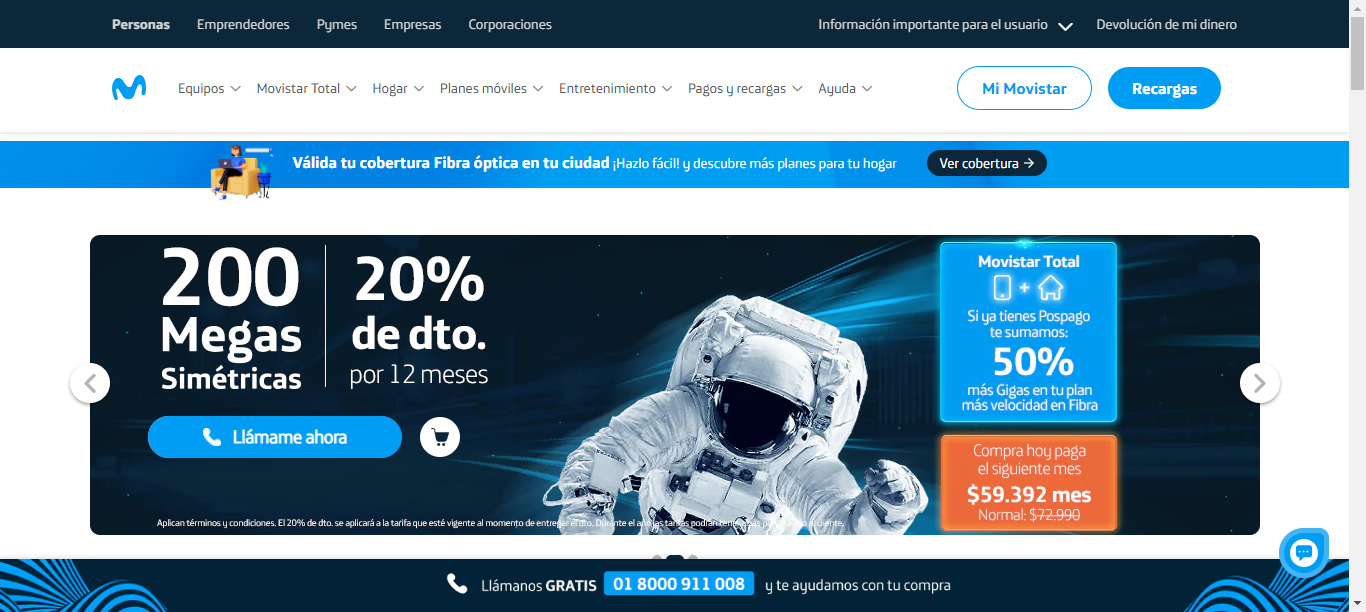 Personas Emprendedores Pymes Empresas Corporaciones Información importante para el usuario Devolución de mi dinero
Equipos Movistar Total Hogar Planes móviles Entretenimiento Pagos y recargas Ayuda Mi Movistar Recargas
Válida tu cobertura Fibra óptica en tu ciudad ¡Hazlo fácil! y descubre más planes para tu hogar Ver cobertura →
200
Megas
Simétricas
20%
de dto.
por 12 meses
Llámame ahora
Aplican términos y condiciones. El 20% de dto. se aplicará a la tarifa que esté vigente al momento de entregar el dto. Durante el año las tarifas podrán
Movistar Total
+
Si ya tienes Pospago
te sumamos:
50%
más Gigas en tu plan
más velocidad en Fibra
Compra hoy paga
el siguiente mes
$59.392 mes
Normal: $72.990
Llámanos GRATIS 01 8000 911 008 y te ayudamos con tu compra